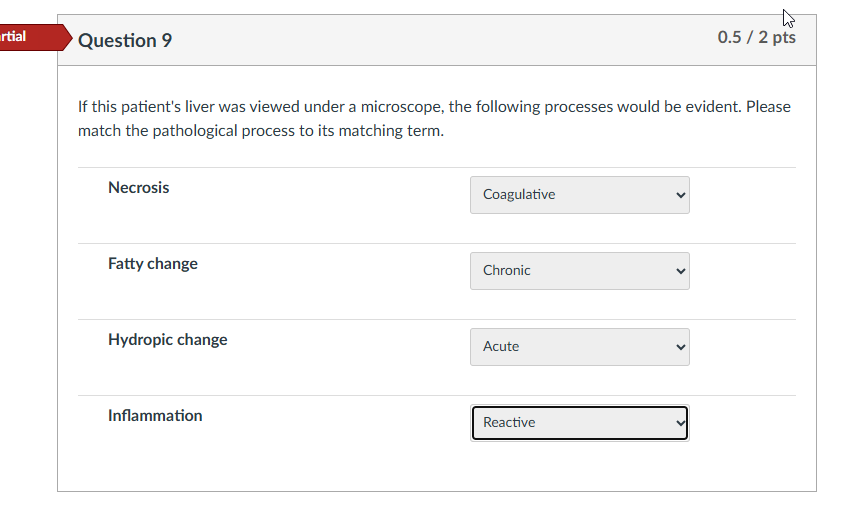 rtial
Question 9
0.5 / 2 pts
If this patient's liver was viewed under a microscope, the following processes would be evident. Please
match the pathological process to its matching term.
Necrosis
Coagulative
Fatty change
Chronic
Hydropic change
Acute
Inflammation
Reactive